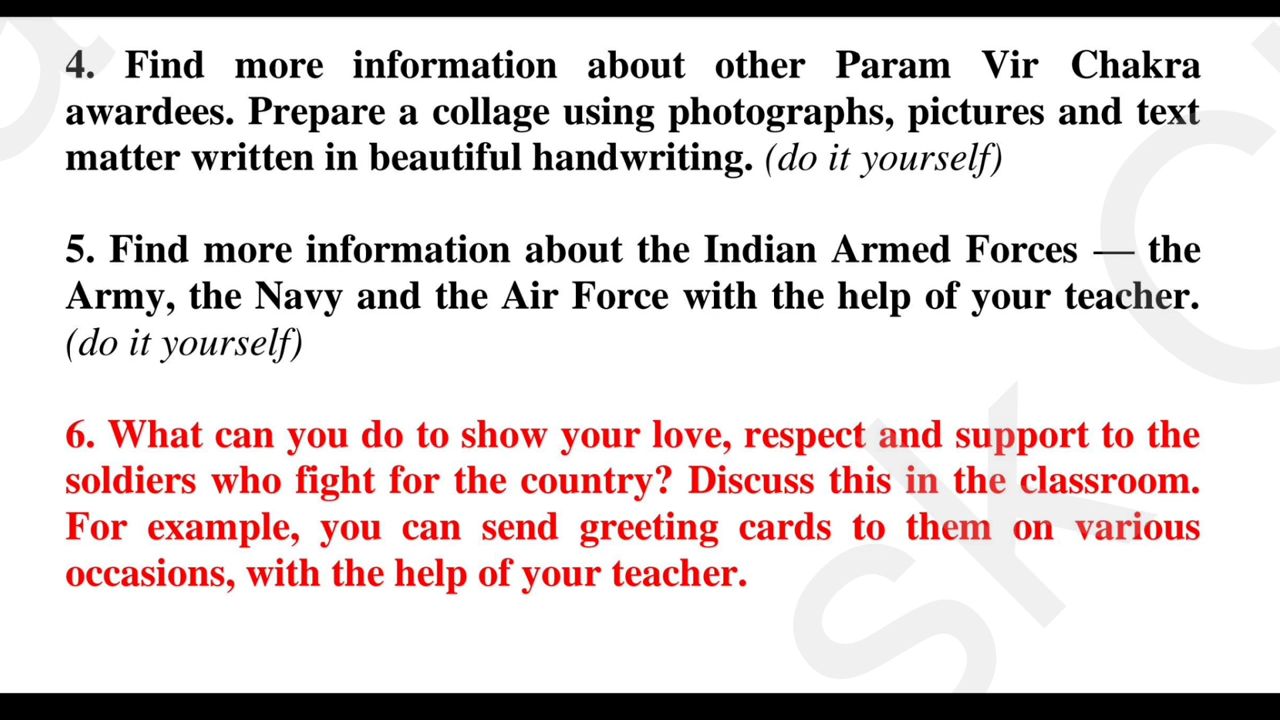 4. Find more information about other Param Vir Chakra
awardees. Prepare a collage using photographs, pictures and text
matter written in beautiful handwriting. (do it yourself)
5. Find more information about the Indian Armed Forces — the
Army, the Navy and the Air Force with the help of your teacher.
(do it yourself)
6. What can you do to show your love, respect and support to the
soldiers who fight for the country? Discuss this in the classroom.
For example, you can send greeting cards to them on various
occasions, with the help of your teacher.